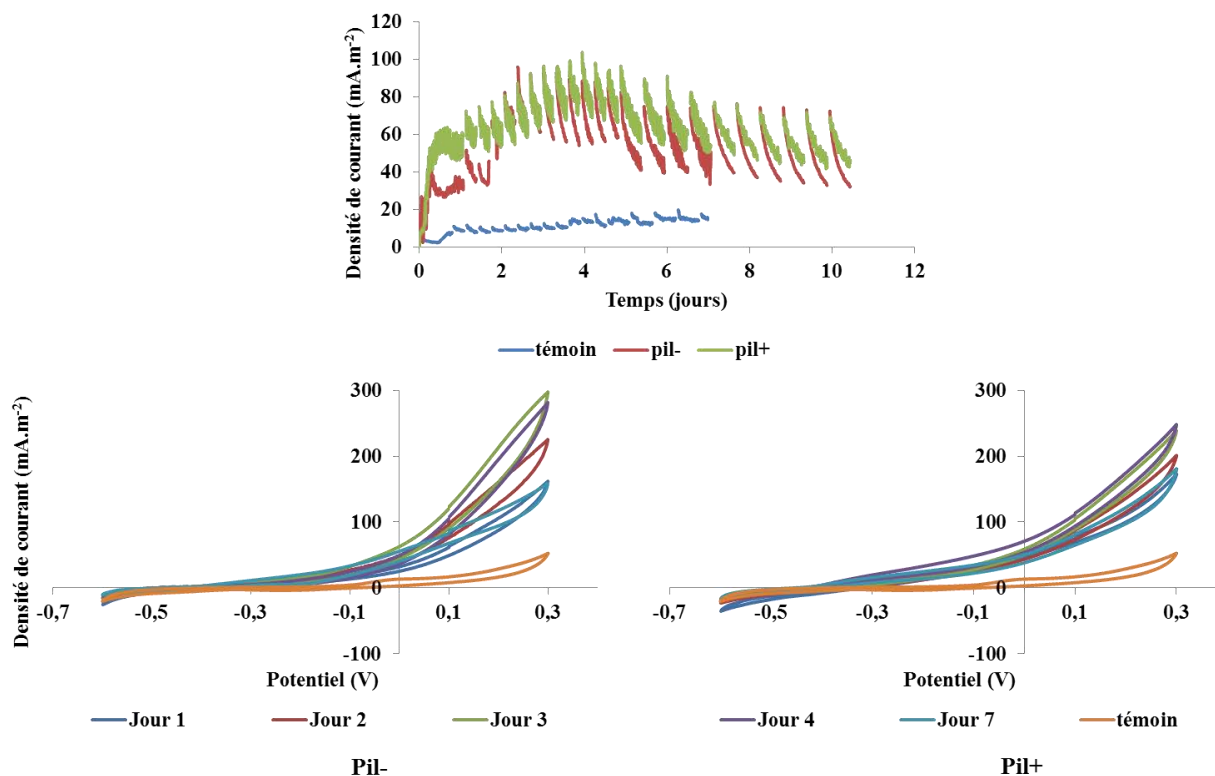 Densité de courant (mA.m-2)
120
100
80
60
40
20
0
0 2 4 6 8 10 12
Temps (jours)
témoin pil- pil+
Densité de courant (mA.m-2)
300
200
100
0
-100
-0,7 -0,5 -0,3 -0,1 0,1 0,3
Potentiel (V)
300
200
100
0
-100
-0,7 -0,5 -0,3 -0,1 0,1 0,3
Potentiel (V)
Jour 1 Jour 2 Jour 3 Jour 4 Jour 7 témoin
Pil- Pil+